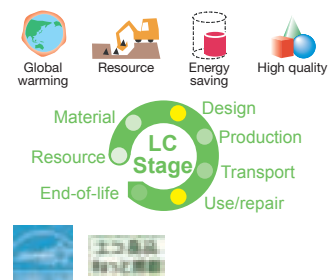 Global
warming
Resource
Energy
saving
High quality
Material
Design
Production
Resource
LC
Stage
Transport
End-of-life
Use/repair